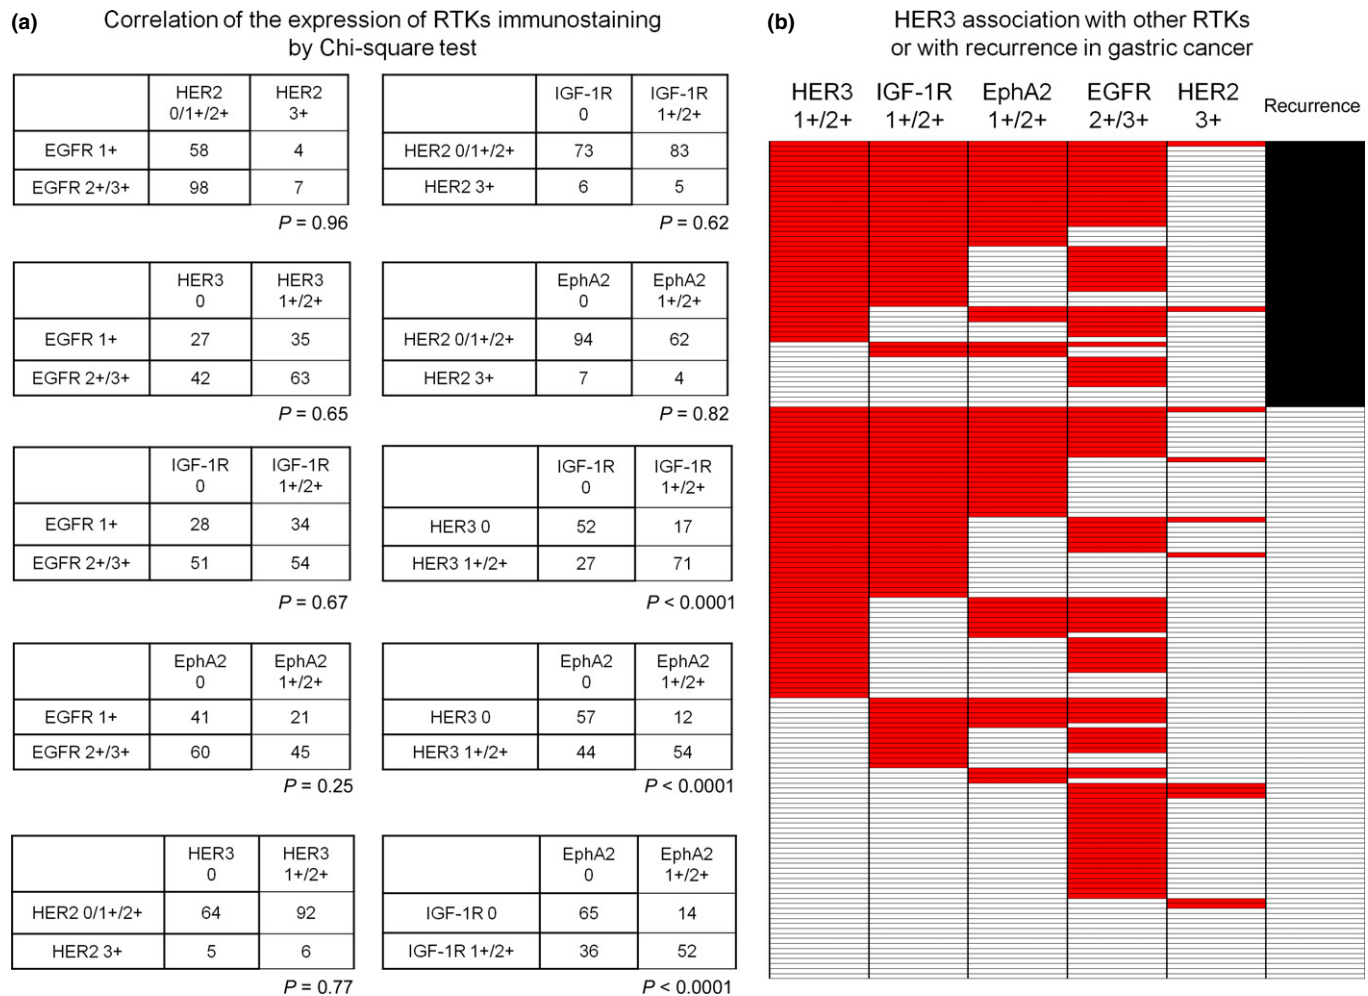 (a) Correlation of the expression of RTKs immunostaining
by Chi-square test
HER2 HER2
0/1+/2+ 3+
EGFR 1+ 58 4
EGFR 2+/3+ 98 7
P = 0.96
HER3 HER3
0 1+/2+
EGFR 1+ 27 35
EGFR 2+/3+ 42 63
P = 0.65
IGF-1R IGF-1R
0 1+/2+
EGFR 1+ 28 34
EGFR 2+/3+ 51 54
P = 0.67
EphA2 EphA2
0 1+/2+
EGFR 1+ 41 21
EGFR 2+/3+ 60 45
P = 0.25
HER3 HER3
0 1+/2+
HER2 0/1+/2+ 64 92
HER2 3+ 5 6
P = 0.77
IGF-1R IGF-1R
0 1+/2+
HER2 0/1+/2+ 73 83
HER2 3+ 6 5
P = 0.62
EphA2 EphA2
0 1+/2+
HER2 0/1+/2+ 94 62
HER2 3+ 7 4
P = 0.82
IGF-1R IGF-1R
0 1+/2+
HER3 0 52 17
HER3 1+/2+ 27 71
P < 0.0001
EphA2 EphA2
0 1+/2+
HER3 0 57 12
HER3 1+/2+ 44 54
P < 0.0001
EphA2 EphA2
0 1+/2+
IGF-1R 0 65 14
IGF-1R 1+/2+ 36 52
P < 0.0001
(b) HER3 association with other RTKs
or with recurrence in gastric cancer
HER3 IGF-1R EphA2 EGFR HER2 Recurrence
1+/2+ 1+/2+ 1+/2+ 2+/3+ 3+